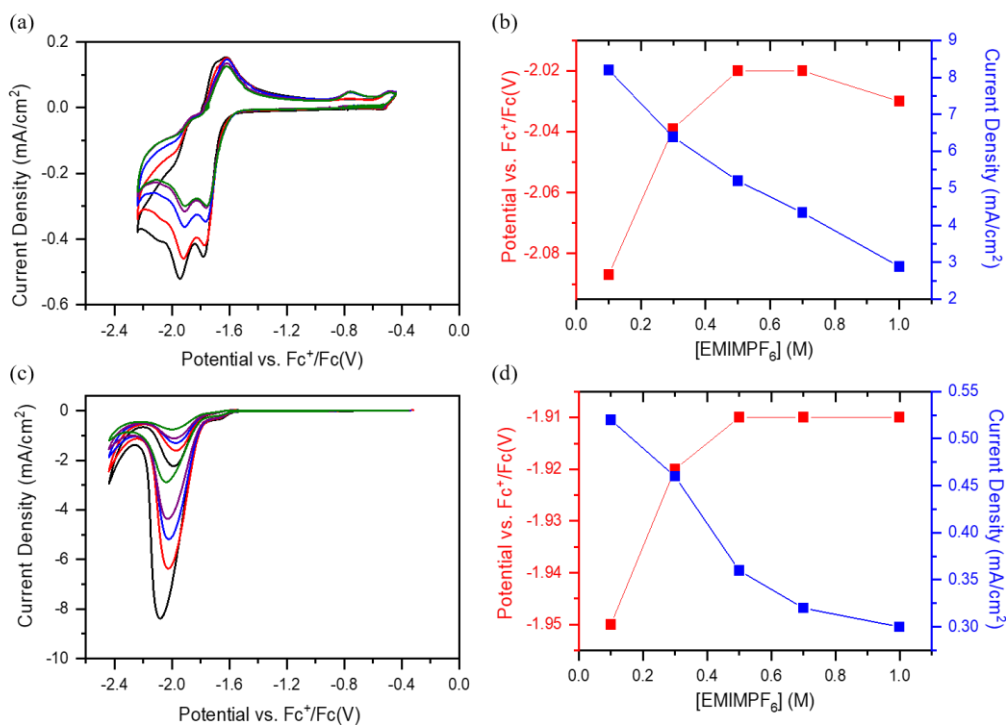 (a)
0.2
0.0
-0.2
-0.4
-0.6
Current Density (mA/cm²)
-2.4 -2.0 -1.6 -1.2 -0.8 -0.4 0.0
Potential vs. Fc⁺/Fc(V)
(b)
-2.02
-2.04
-2.06
-2.08
Potential vs. Fc⁺/Fc(V)
9
8
7
6
5
4
3
2
Current Density (mA/cm²)
0.0 0.2 0.4 0.6 0.8 1.0
[EMIMPF₆] (M)
(c)
0
-2
-4
-6
-8
-10
Current Density (mA/cm²)
-2.4 -2.0 -1.6 -1.2 -0.8 -0.4 0.0
Potential vs. Fc⁺/Fc(V)
(d)
-1.91
-1.92
-1.93
-1.94
-1.95
Potential vs. Fc⁺/Fc(V)
0.55
0.50
0.45
0.40
0.35
0.30
Current Density (mA/cm²)
0.0 0.2 0.4 0.6 0.8 1.0
[EMIMPF₆] (M)